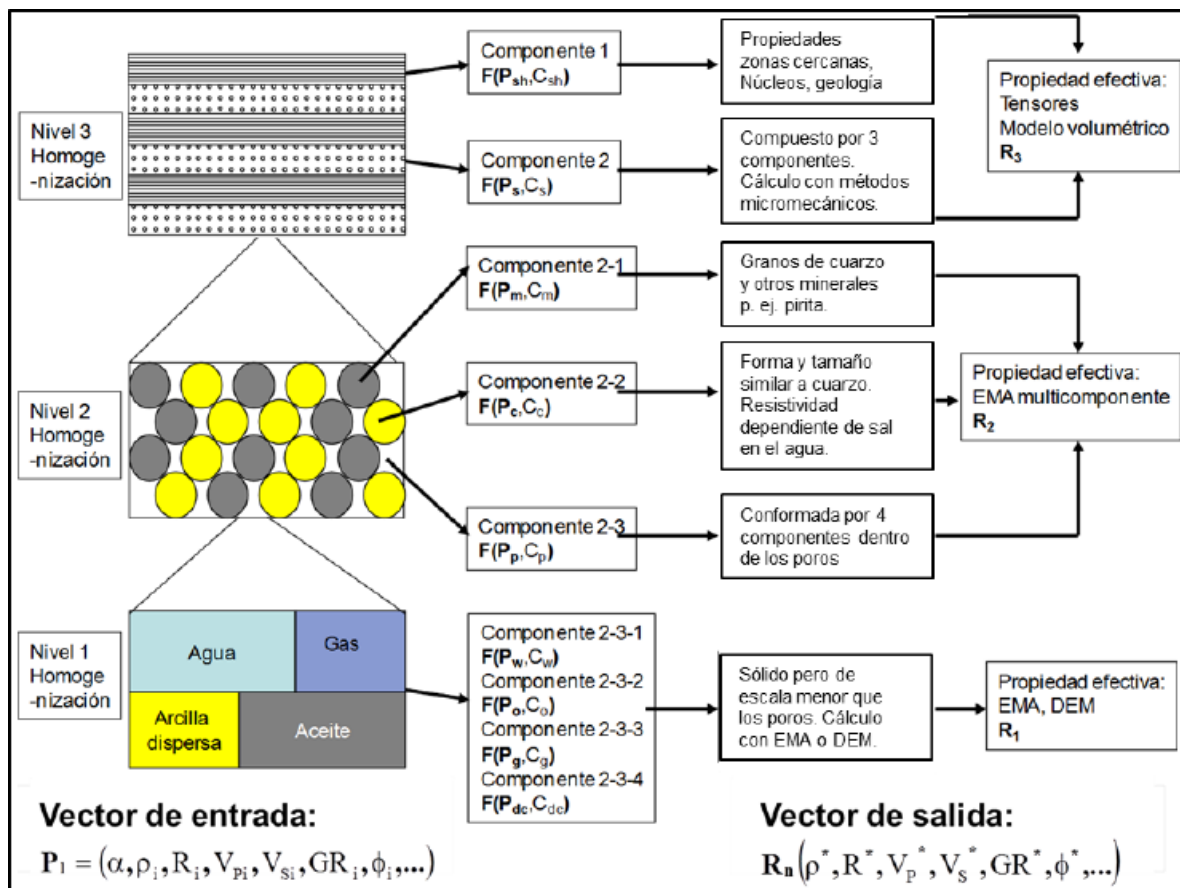 Nivel 3
Homoge
-nización
Componente 1
F(Psh,Csh)
Propiedades
zonas cercanas,
Núcleos, geología
Componente 2
F(Ps,Cs)
Compuesto por 3
componentes.
Cálculo con métodos
micromecánicos.
Propiedad efectiva:
Tensores
Modelo volumétrico
R3
Nivel 2
Homoge
-nización
Componente 2-1
F(Pm,Cm)
Granos de cuarzo
y otros minerales
p. ej. pirita.
Componente 2-2
F(Pc,Cc)
Forma y tamaño
similar a cuarzo.
Resistividad
dependiente de sal
en el agua.
Componente 2-3
F(Pp,Cp)
Conformada por 4
componentes dentro
de los poros
Propiedad efectiva:
EMA multicomponente
R2
Nivel 1
Homoge
-nización
Agua
Gas
Arcilla
dispersa
Aceite
Componente 2-3-1
F(Pw,Cw)
Componente 2-3-2
F(Po,Co)
Componente 2-3-3
F(Pg,Cg)
Componente 2-3-4
F(Pdc,Cdc)
Sólido pero de
escala menor que
los poros. Cálculo
con EMA o DEM.
Propiedad efectiva:
EMA, DEM
R1
Vector de entrada:
P1 = (α, ρi, Ri, VPi, VSi, GRi, ϕi,...)
Vector de salida:
Rn(ρ*, R*, VP*, VS*, GR*, ϕ*,...)